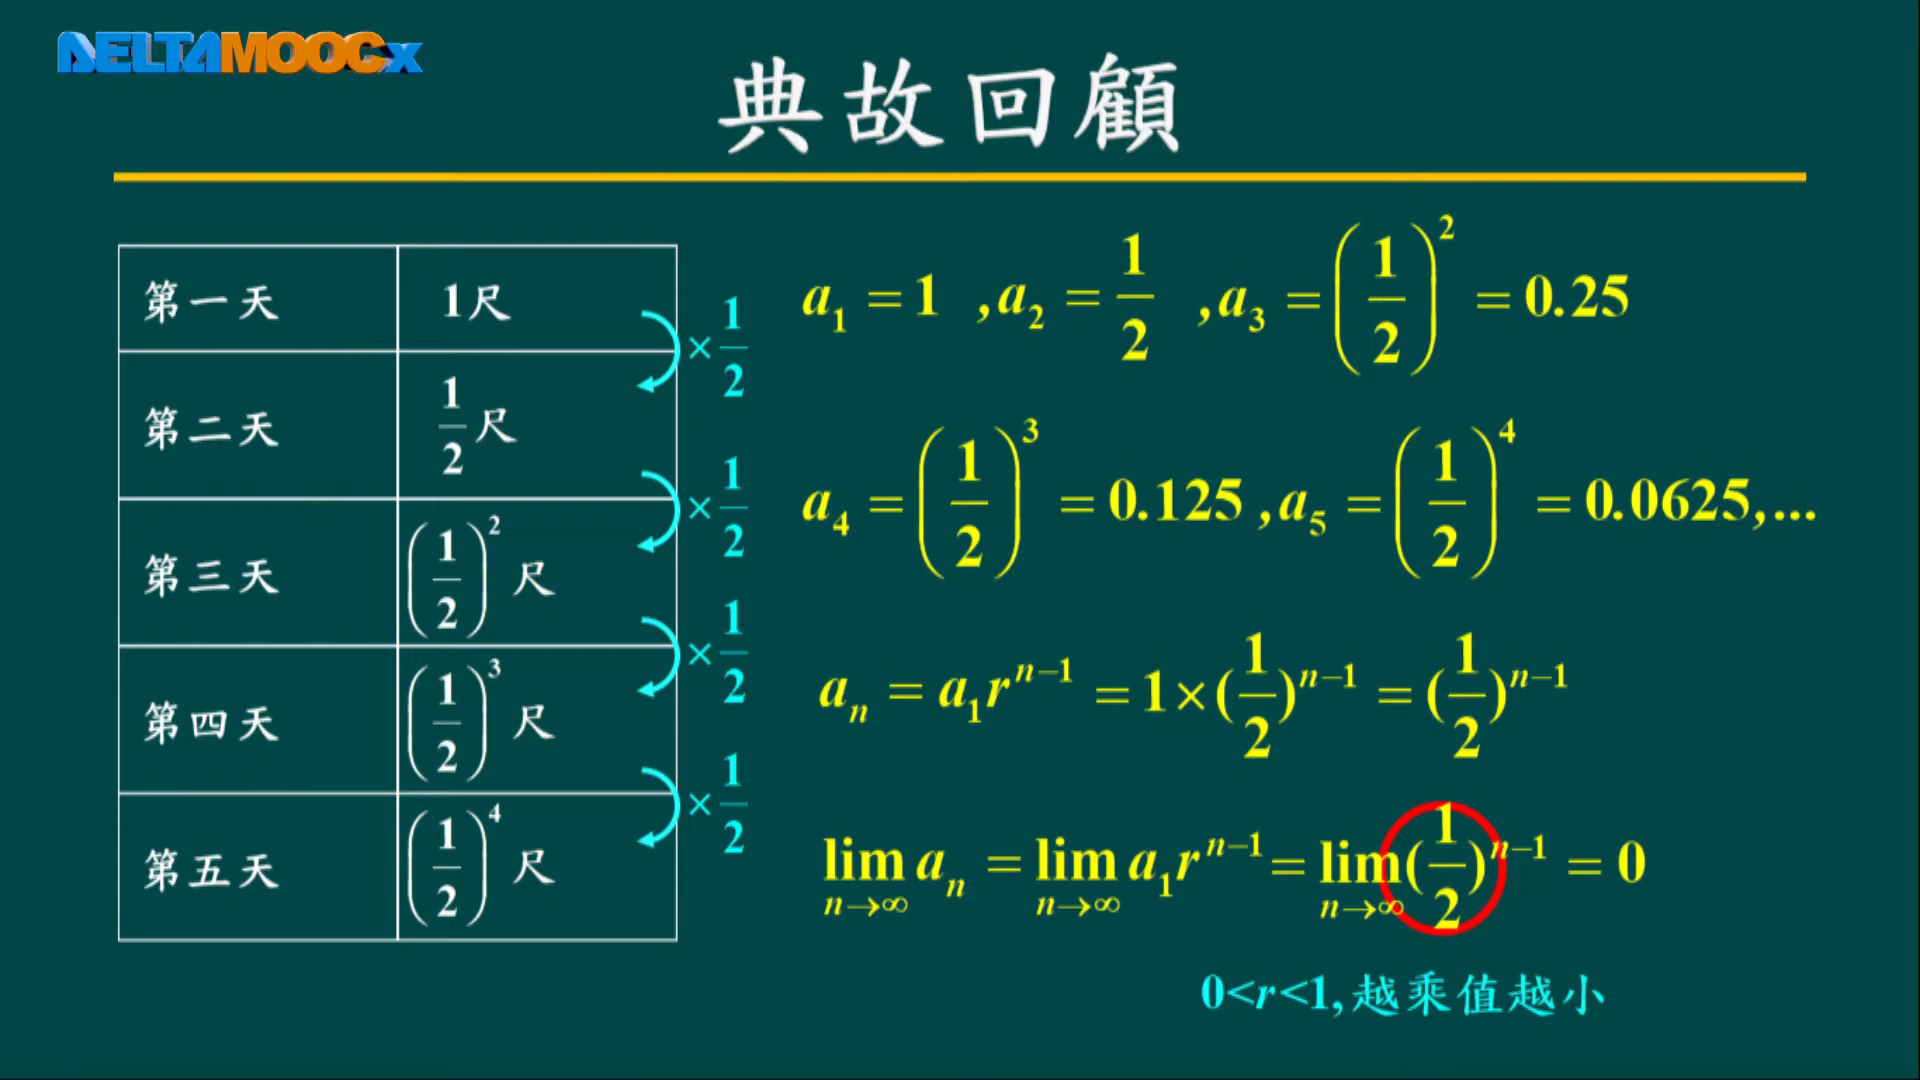 DELTAMOOCx
典故回顧
第一天 1尺
第二天 1/2 尺
第三天 (1/2)² 尺
第四天 (1/2)³ 尺
第五天 (1/2)⁴ 尺
×1/2
×1/2
×1/2
×1/2
a₁ = 1 ,a₂ = 1/2 ,a₃ = (1/2)² = 0.25
a₄ = (1/2)³ = 0.125 ,a₅ = (1/2)⁴ = 0.0625,...
aₙ = a₁rⁿ⁻¹ = 1×(1/2)ⁿ⁻¹ = (1/2)ⁿ⁻¹
lim n→∞ aₙ = lim n→∞ a₁rⁿ⁻¹ = lim n→∞ (1/2)ⁿ⁻¹ = 0
0<r<1,越乘值越小